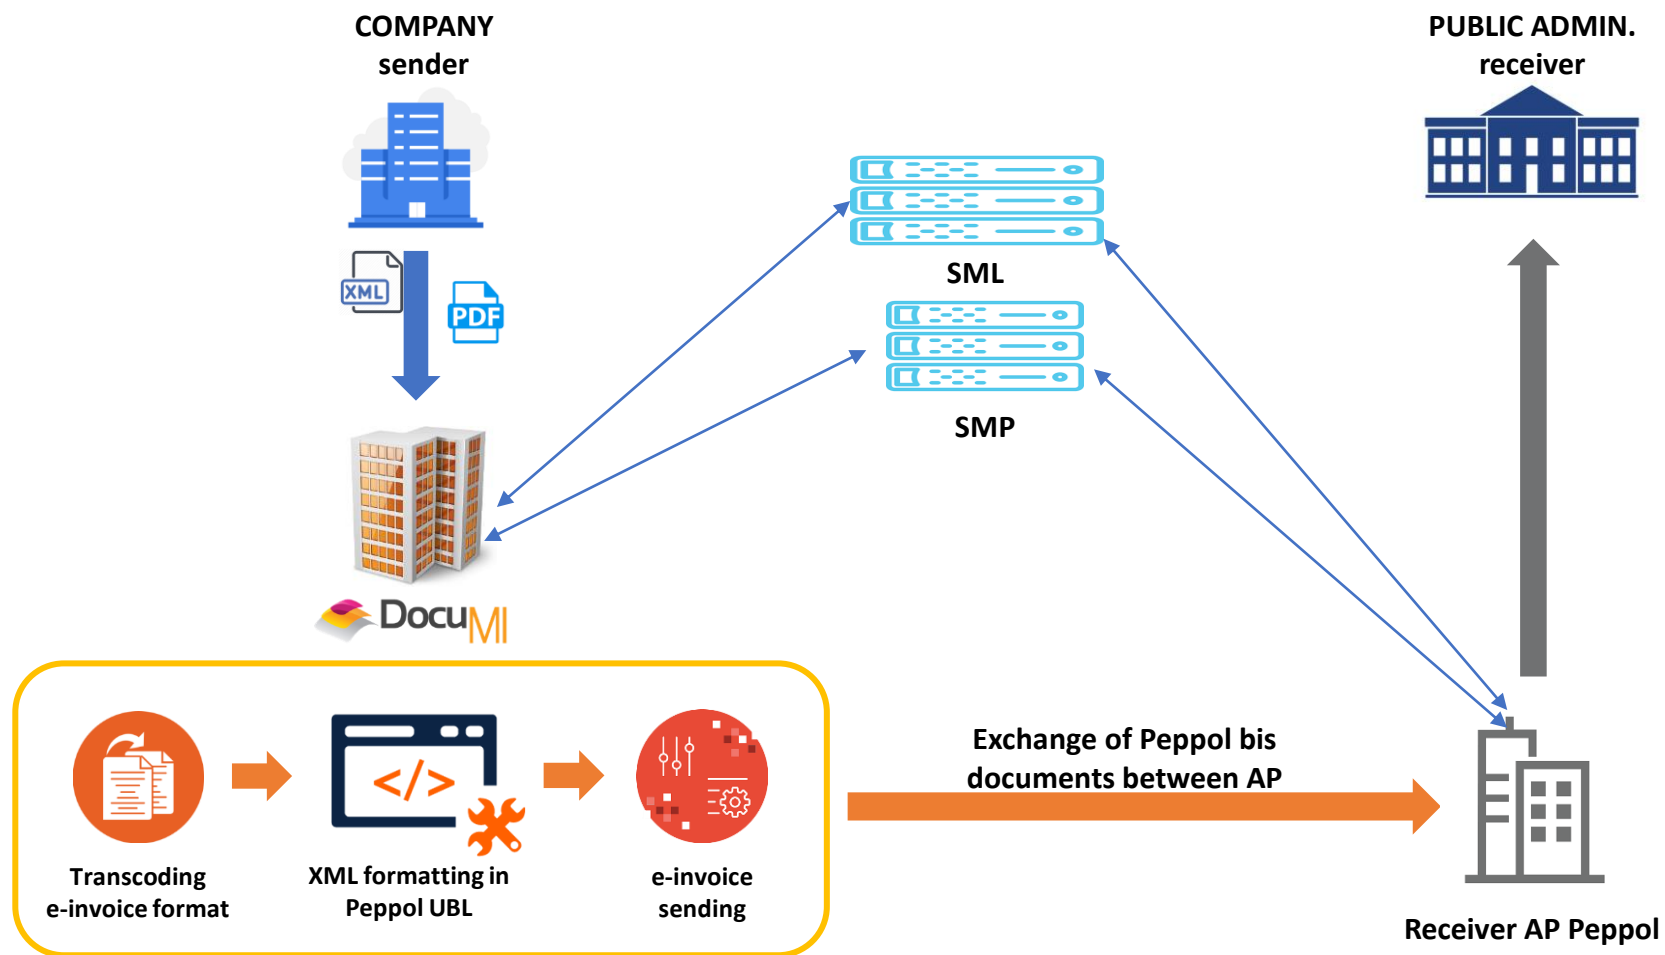 COMPANY
sender
PUBLIC ADMIN.
receiver
XML
PDF
SML
SMP
DocuMI
</>
Transcoding
e-invoice format
XML formatting in
Peppol UBL
e-invoice
sending
Exchange of Peppol bis
documents between AP
Receiver AP Peppol